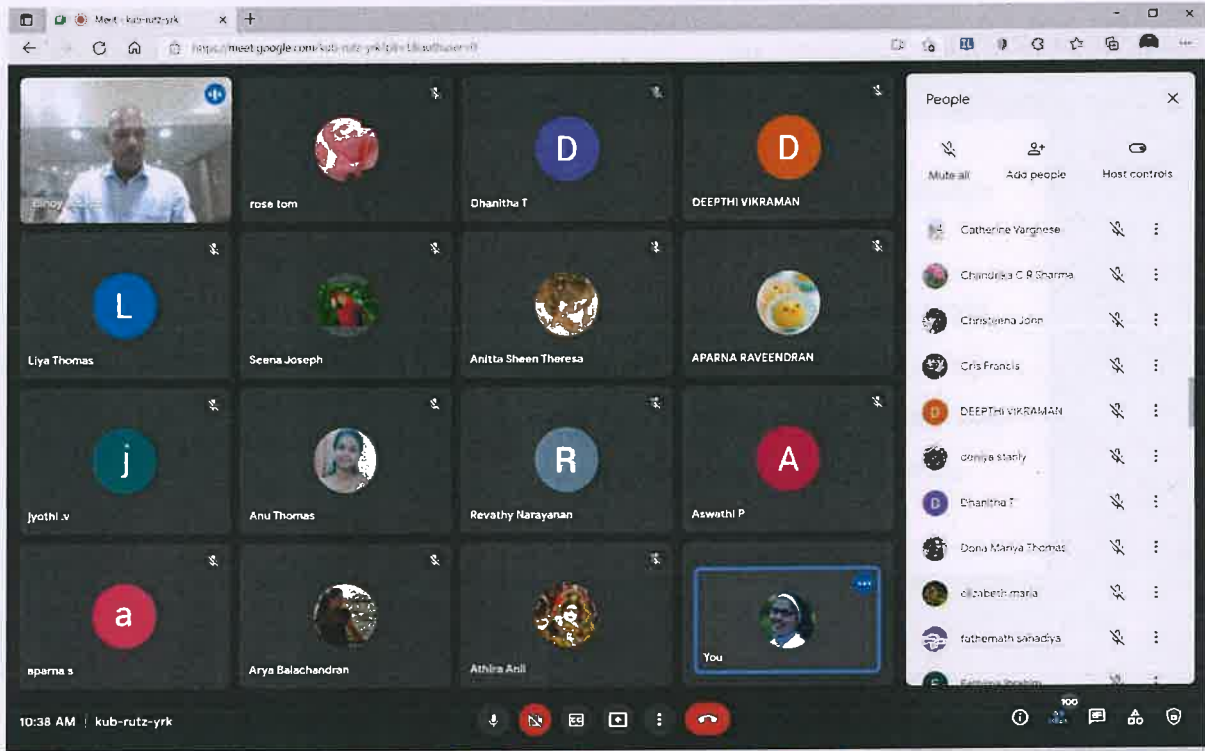 Meet - kub-rutz-yrk
rose tom
Dhanitha T
DEEPTHI VIKRAMAN
Liya Thomas
Seena Joseph
Anitta Sheen Theresa
APARNA RAVEENDRAN
jyothi .v
Anu Thomas
Revathy Narayanan
Aswathi P
aparna s
Arya Balachandran
Athira Anil
You
D
D
L
j
R
A
a
People
Mute all
Add people
Host controls
Catherine Varghese
Chandrika C R Sharma
Christeena John
Cris Francis
D
DEEPTHI VIKRAMAN
doniya stanly
D
Dhanitha T
Dona Mariya Thomas
elizabeth maria
fathemath sahadiya
10:38 AM | kub-rutz-yrk
CC
100